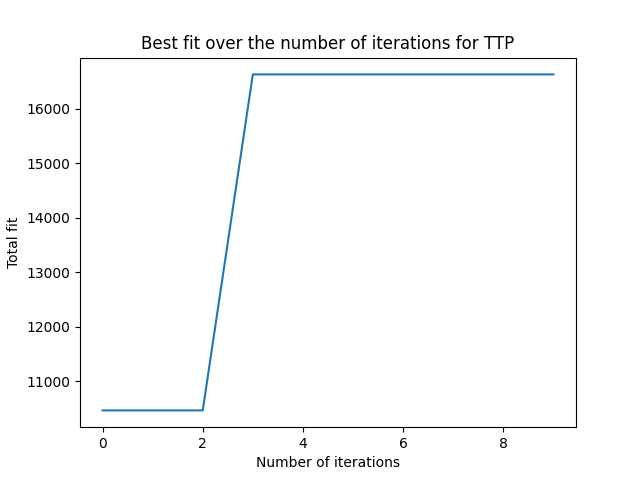 Best fit over the number of iterations for TTP
16000
15000
14000
13000
12000
11000
Total fit
0 2 4 6 8
Number of iterations